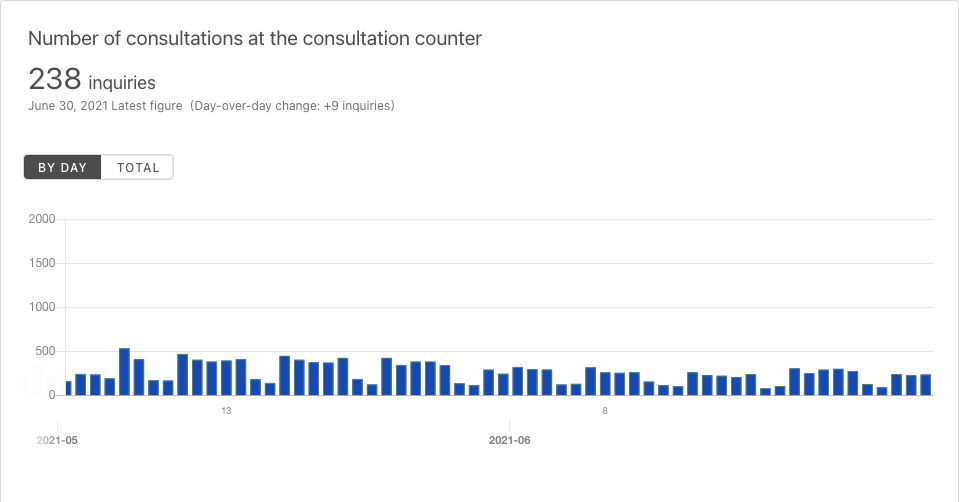 Number of consultations at the consultation counter
238 inquiries
June 30, 2021 Latest figure (Day-over-day change: +9 inquiries)
BY DAY TOTAL
2000
1500
1000
500
0
13 8
2021-05 2021-06